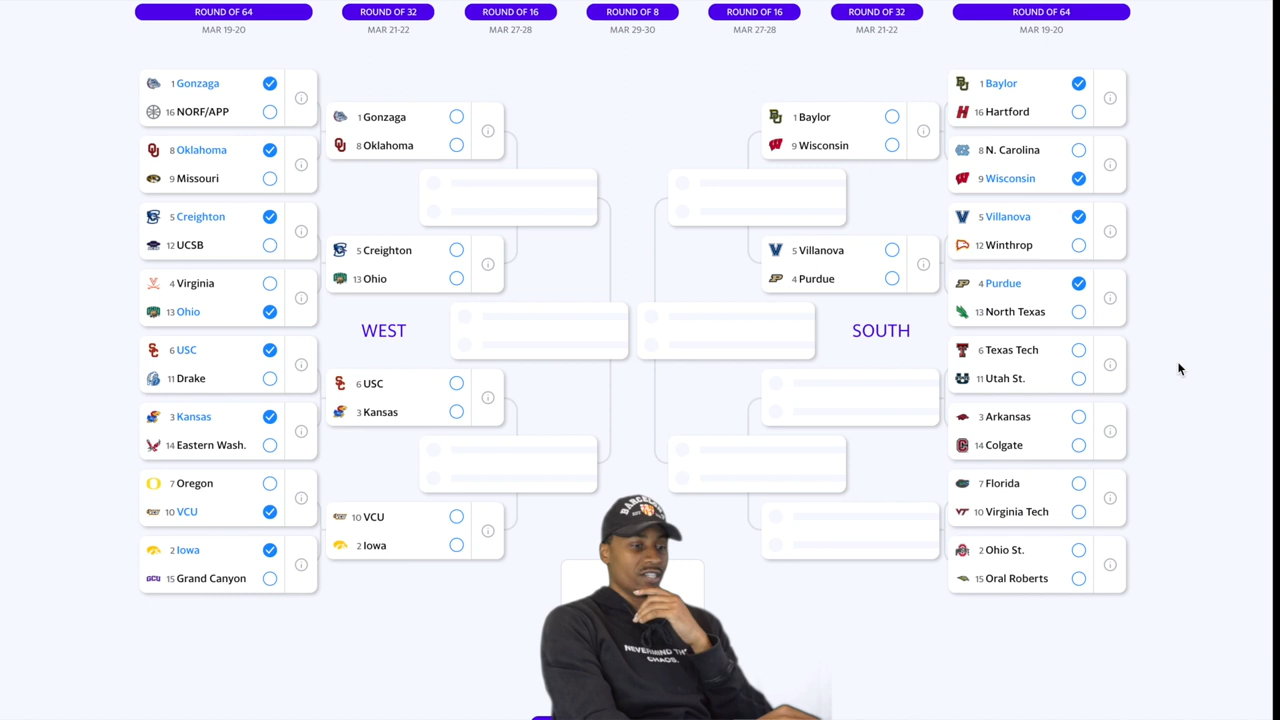 ROUND OF 64
ROUND OF 32
ROUND OF 16
ROUND OF 8
ROUND OF 16
ROUND OF 32
ROUND OF 64
MAR 19-20
MAR 21-22
MAR 27-28
MAR 29-30
MAR 27-28
MAR 21-22
MAR 19-20
1 Gonzaga
16 NORF/APP
8 Oklahoma
9 Missouri
5 Creighton
12 UCSB
4 Virginia
13 Ohio
6 USC
11 Drake
3 Kansas
14 Eastern Wash.
7 Oregon
10 VCU
2 Iowa
15 Grand Canyon
1 Gonzaga
8 Oklahoma
5 Creighton
13 Ohio
WEST
6 USC
3 Kansas
10 VCU
2 Iowa
1 Baylor
9 Wisconsin
5 Villanova
4 Purdue
SOUTH
1 Baylor
16 Hartford
8 N. Carolina
9 Wisconsin
5 Villanova
12 Winthrop
4 Purdue
13 North Texas
6 Texas Tech
11 Utah St.
3 Arkansas
14 Colgate
7 Florida
10 Virginia Tech
2 Ohio St.
15 Oral Roberts
NEVERMIND TH
CHAOS.